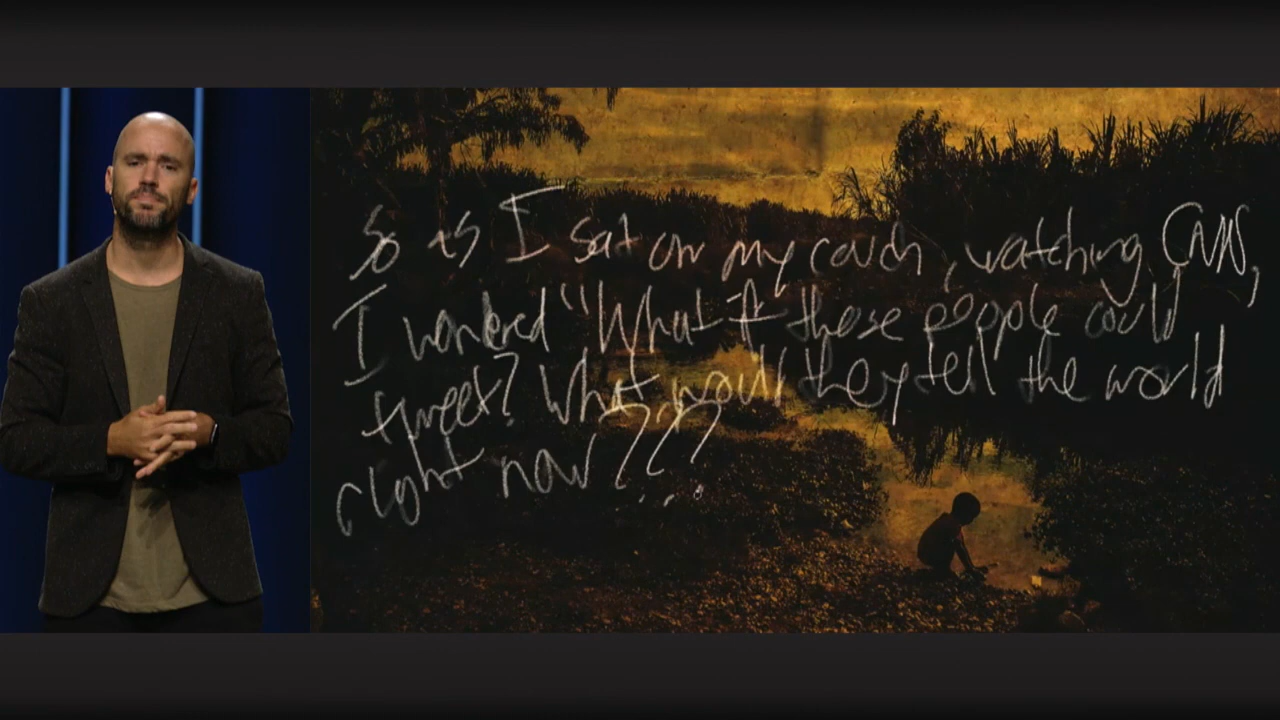 So as I sat on my couch, watching CNN,
I wondered "What if these people could
tweet? What would they tell the world
right now???